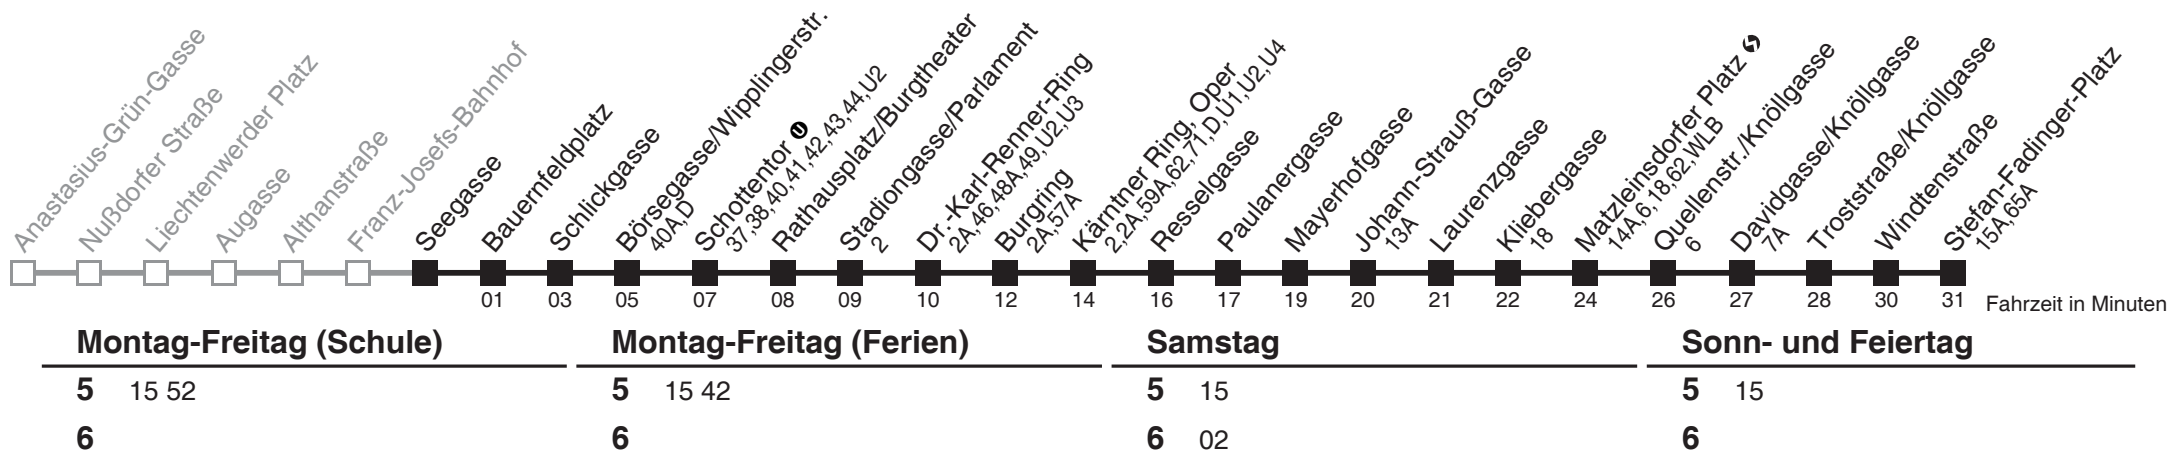 Anastasius-Grün-Gasse
Nußdorfer Straße
Liechtenwerder Platz
Augasse
Althanstraße
Franz-Josefs-Bahnhof
Seegasse
Bauernfeldplatz
Schlickgasse
Börsegasse/Wipplingerstr.
40A,D
Schottentor U
37,38,40,41,42,43,44,U2
Rathausplatz/Burgtheater
Stadiongasse/Parlament
2
Dr.-Karl-Renner-Ring
2A,46,48A,49,U2,U3
Burgring
2A,57A
Kärntner Ring, Oper
2,2A,59A,62,71,D,U1,U2,U4
Resselgasse
Paulanergasse
Mayerhofgasse
Johann-Strauß-Gasse
13A
Laurenzgasse
Kliebergasse
18
Matzleinsdorfer Platz
14A,6,18,62,WLB
Quellenstr./Knöllgasse
6
Davidgasse/Knöllgasse
7A
Troststraße/Knöllgasse
Windtenstraße
Stefan-Fadinger-Platz
15A,65A
01 03 05 07 08 09 10 12 14 16 17 19 20 21 22 24 26 27 28 30 31 Fahrzeit in Minuten
Montag-Freitag (Schule) Montag-Freitag (Ferien) Samstag Sonn- und Feiertag
5 15 52 5 15 42 5 15 5 15
6 6 6 02 6